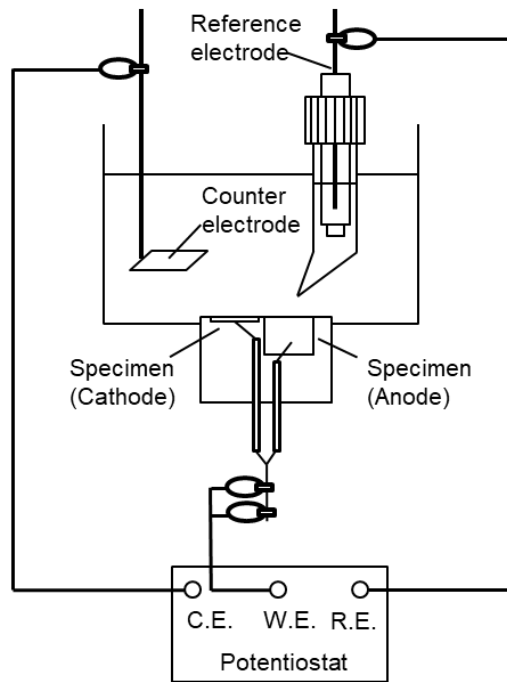 Reference
electrode
Counter
electrode
Specimen
(Cathode)
Specimen
(Anode)
C.E.
W.E.
R.E.
Potentiostat